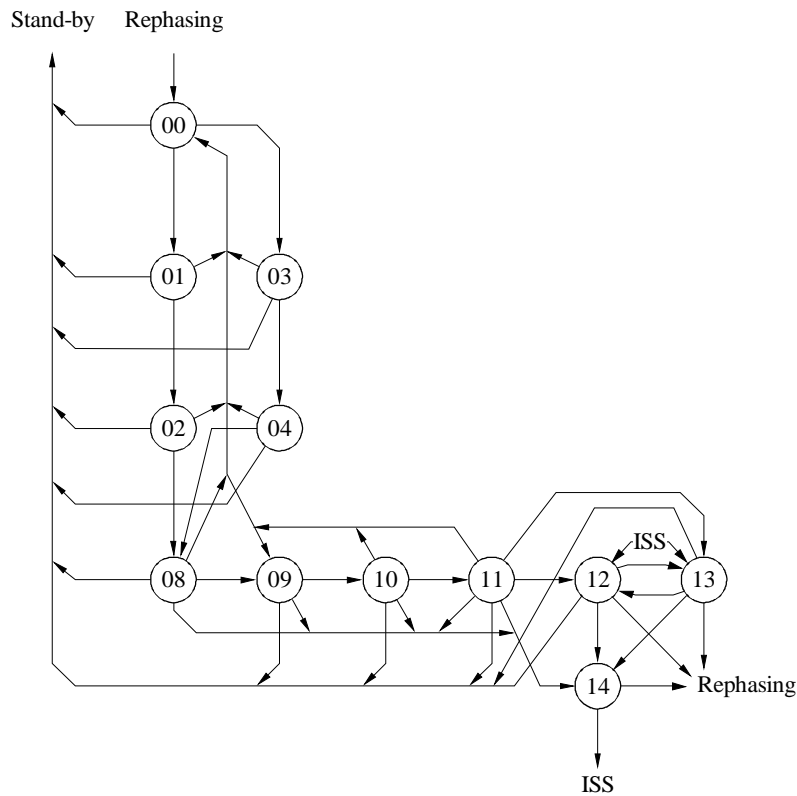 Stand-by Rephasing
00
01 03
02 04
ISS
08 09 10 11 12 13
14 Rephasing
ISS